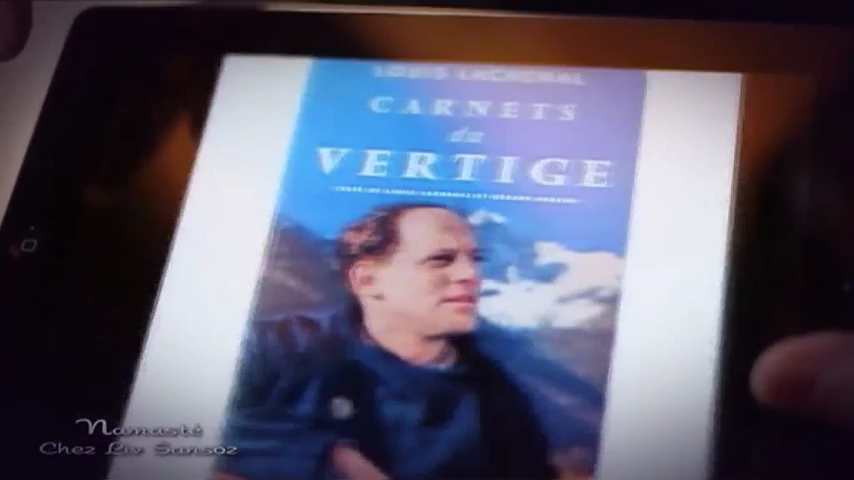 LOUIS LACHENAL
CARNETS
du
VERTIGE
Namasté
Chez Liv Sansoz